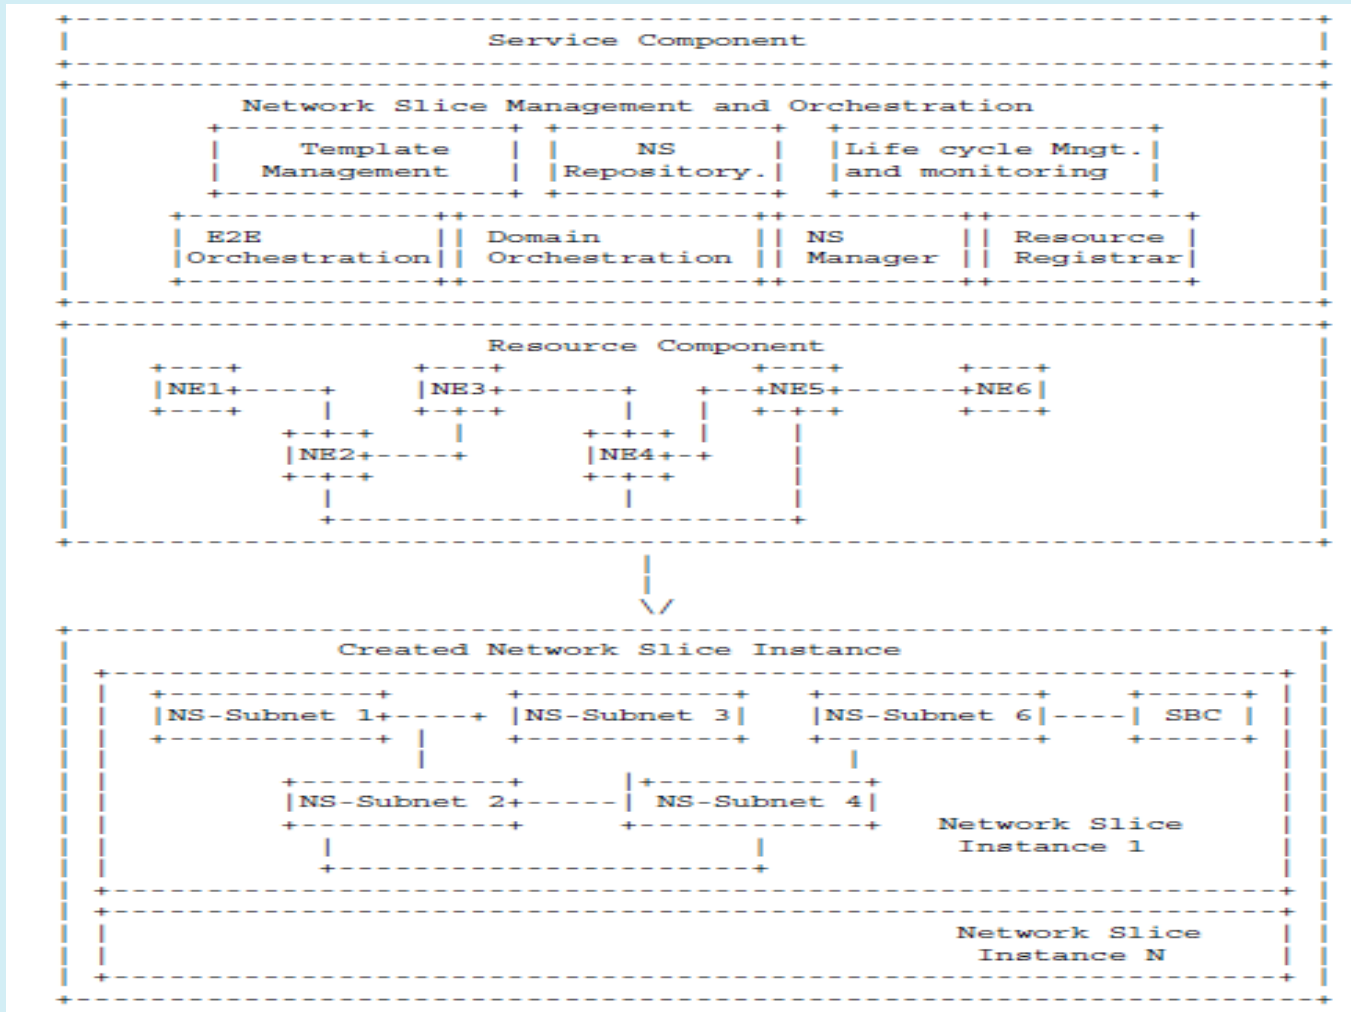 Service Component
Network Slice Management and Orchestration
Template NS Life cycle Mngt.
Management Repository. and monitoring
E2E Domain NS Resource
Orchestration Orchestration Manager Registrar
Resource Component
NE1 NE3 NE5 NE6
NE2 NE4
Created Network Slice Instance
NS-Subnet 1 NS-Subnet 3 NS-Subnet 6 SBC
NS-Subnet 2 NS-Subnet 4
Network Slice
Instance 1
Network Slice
Instance N